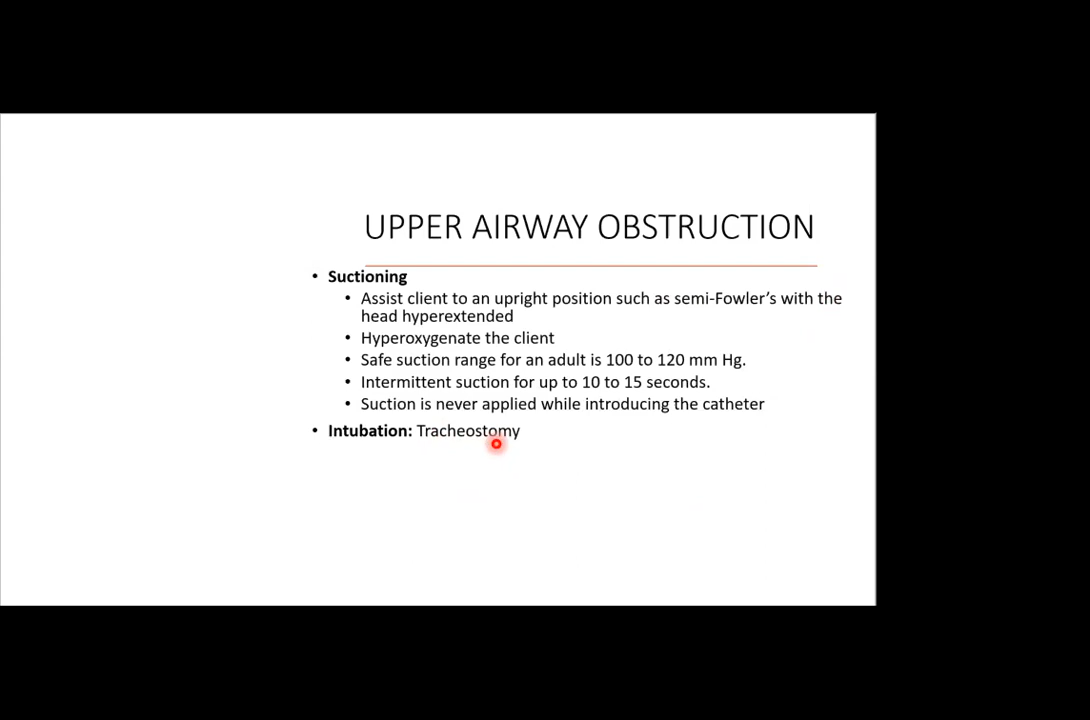 UPPER AIRWAY OBSTRUCTION
• Suctioning
• Assist client to an upright position such as semi-Fowler’s with the
head hyperextended
• Hyperoxygenate the client
• Safe suction range for an adult is 100 to 120 mm Hg.
• Intermittent suction for up to 10 to 15 seconds.
• Suction is never applied while introducing the catheter
• Intubation: Tracheostomy